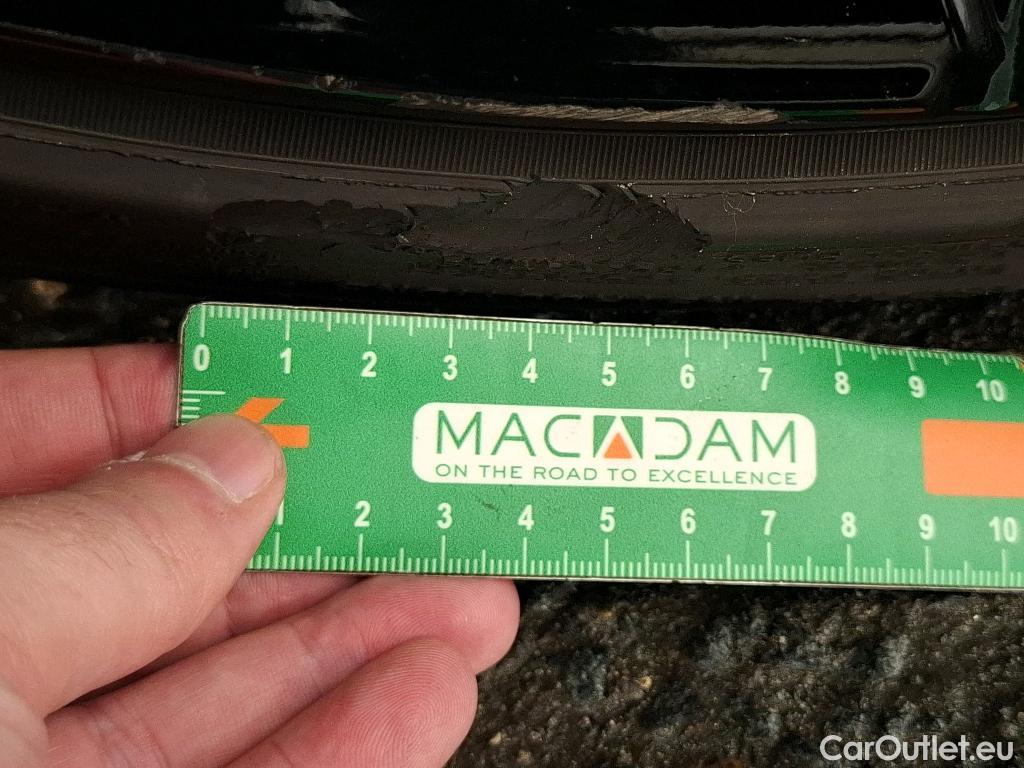 0 1 2 3 4 5 6 7 8 9 10
MACADAM
ON THE ROAD TO EXCELLENCE
1 2 3 4 5 6 7 8 9 10
CarOutlet.eu